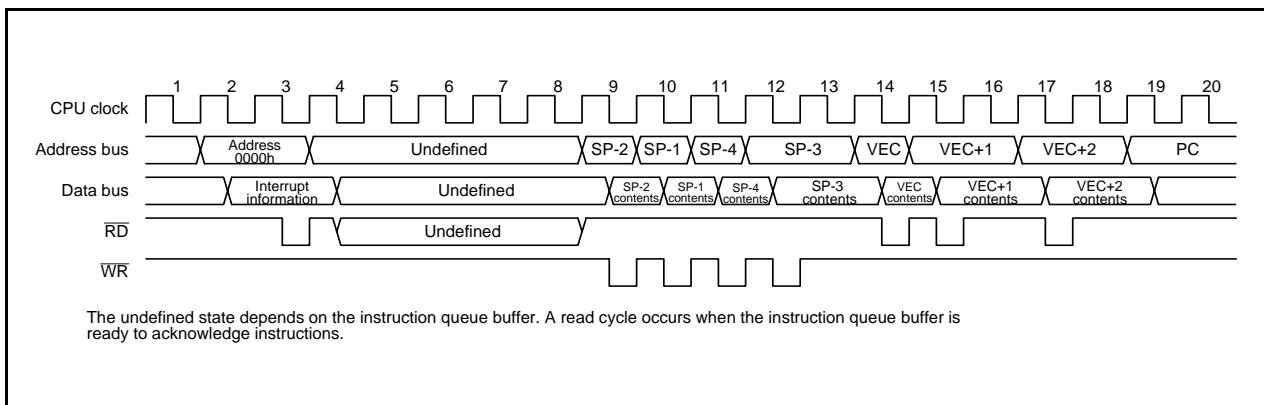 1 2 3 4 5 6 7 8 9 10 11 12 13 14 15 16 17 18 19 20
CPU clock
Address bus
Address
0000h
Undefined
SP-2
SP-1
SP-4
SP-3
VEC
VEC+1
VEC+2
PC
Data bus
Interrupt
information
Undefined
SP-2
contents
SP-1
contents
SP-4
contents
SP-3
contents
VEC
contents
VEC+1
contents
VEC+2
contents
RD
Undefined
WR
The undefined state depends on the instruction queue buffer. A read cycle occurs when the instruction queue buffer is
ready to acknowledge instructions.